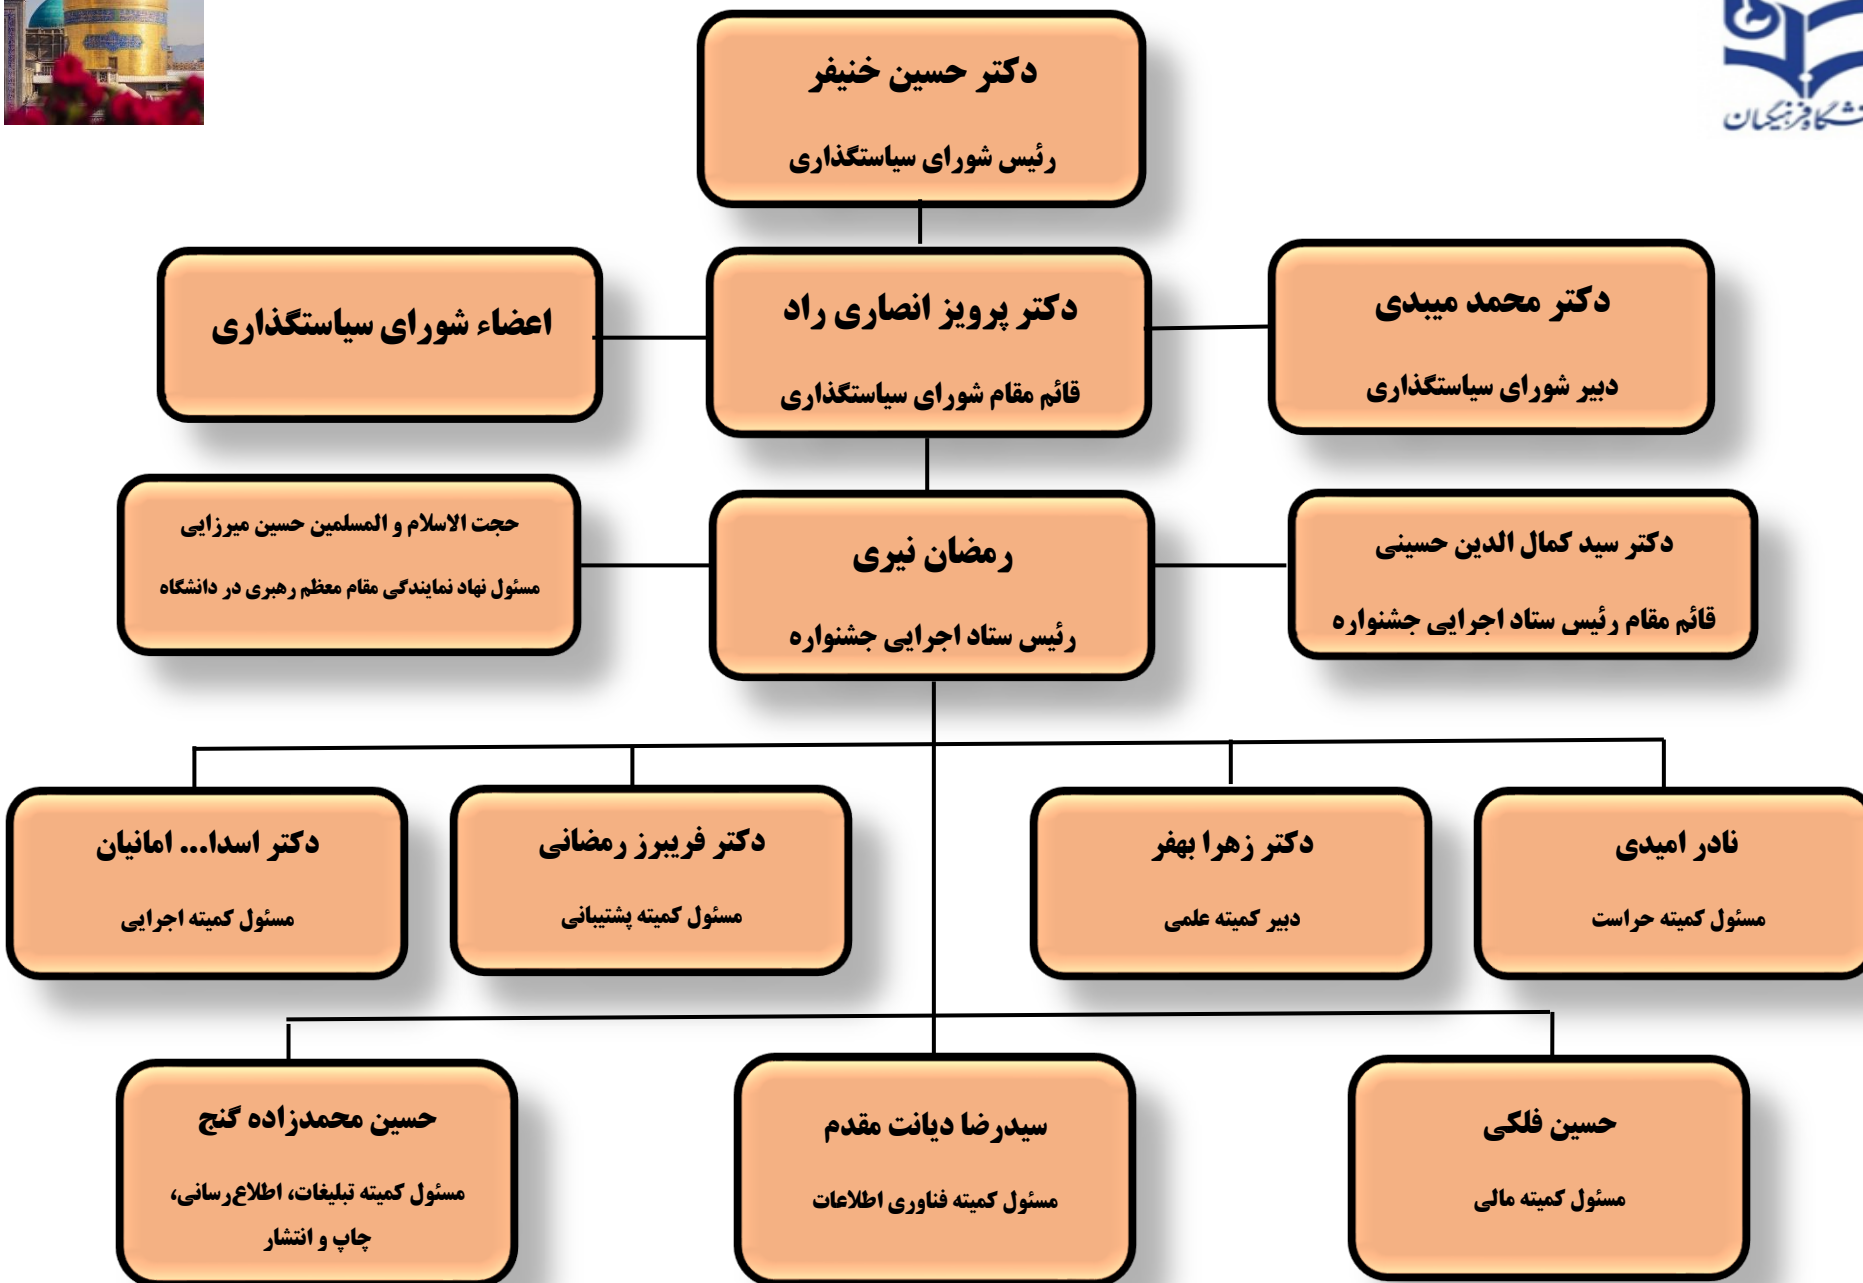 دانشگاه فرهنگیان
دکتر حسین خنیفر
رئیس شورای سیاستگذاری
دکتر محمد میبدی
دبیر شورای سیاستگذاری
دکتر پرویز انصاری راد
قائم مقام شورای سیاستگذاری
اعضاء شورای سیاستگذاری
دکتر سید کمال الدین حسینی
قائم مقام رئیس ستاد اجرایی جشنواره
رمضان نیری
رئیس ستاد اجرایی جشنواره
حجت الاسلام و المسلمین حسین میرزایی
مسئول نهاد نمایندگی مقام معظم رهبری در دانشگاه
نادر امیدی
مسئول کمیته حراست
دکتر زهرا بهفر
دبیر کمیته علمی
دکتر فریبرز رمضانی
مسئول کمیته پشتیبانی
دکتر اسدا... امانیان
مسئول کمیته اجرایی
حسین فلکی
مسئول کمیته مالی
سیدرضا دیانت مقدم
مسئول کمیته فناوری اطلاعات
حسین محمدزاده گنج
مسئول کمیته تبلیغات، اطلاع‌رسانی،
چاپ و انتشار